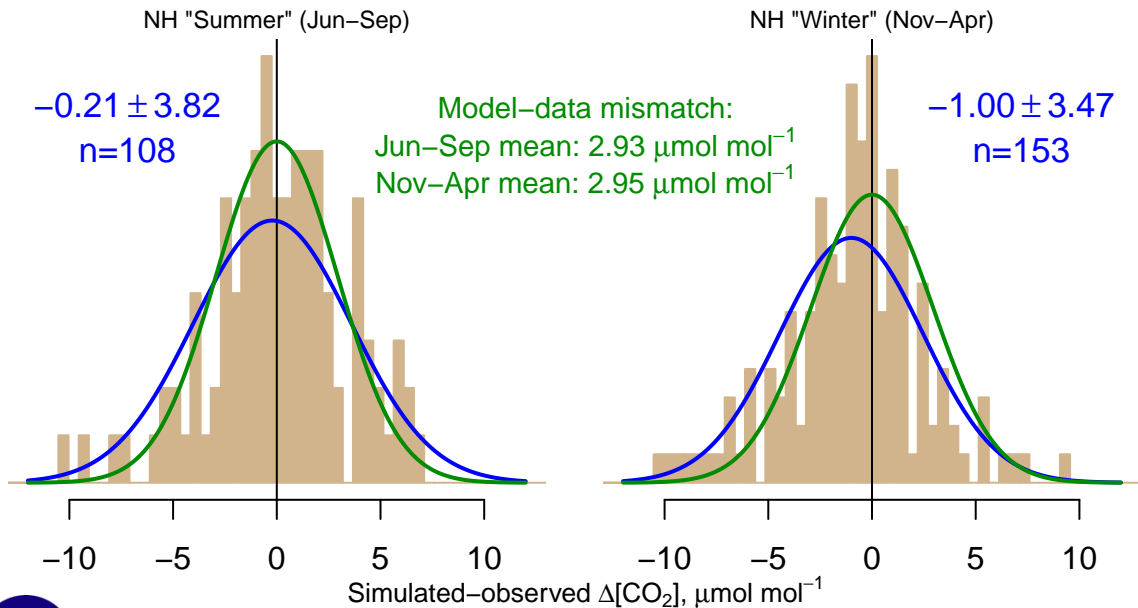 NH "Summer" (Jun−Sep)
−0.21 ± 3.82
n=108
Model−data mismatch:
Jun−Sep mean: 2.93 μmol mol⁻¹
Nov−Apr mean: 2.95 μmol mol⁻¹
NH "Winter" (Nov−Apr)
−1.00 ± 3.47
n=153
−10 −5 0 5 10
−10 −5 0 5 10
Simulated−observed Δ[CO₂], μmol mol⁻¹